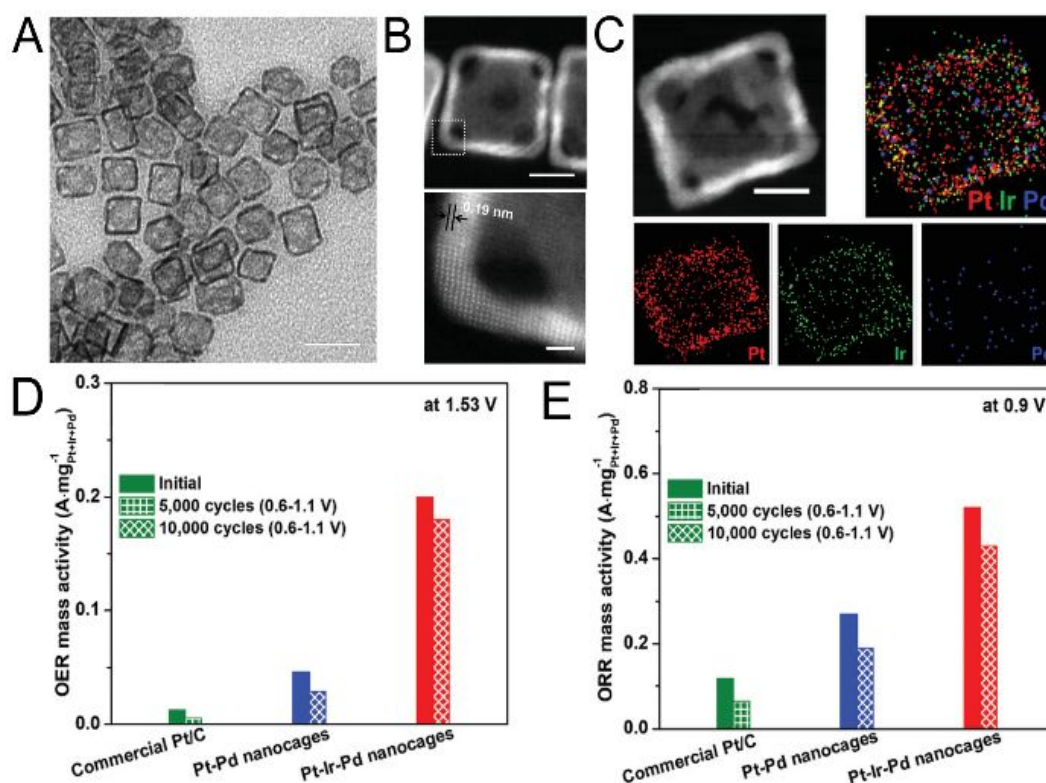 A
B
C
0.19 nm
Pt Ir Pd
Pt
Ir
D
0.3
0.2
0.1
0.0
OER mass activity (A·mg⁻¹Pt+Ir+Pd)
at 1.53 V
Initial
5,000 cycles (0.6-1.1 V)
10,000 cycles (0.6-1.1 V)
Commercial Pt/C
Pt-Pd nanocages
Pt-Ir-Pd nanocages
E
0.8
0.6
0.4
0.2
0.0
ORR mass activity (A·mg⁻¹Pt+Ir+Pd)
at 0.9 V
Initial
5,000 cycles (0.6-1.1 V)
10,000 cycles (0.6-1.1 V)
Commercial Pt/C
Pt-Pd nanocages
Pt-Ir-Pd nanocages